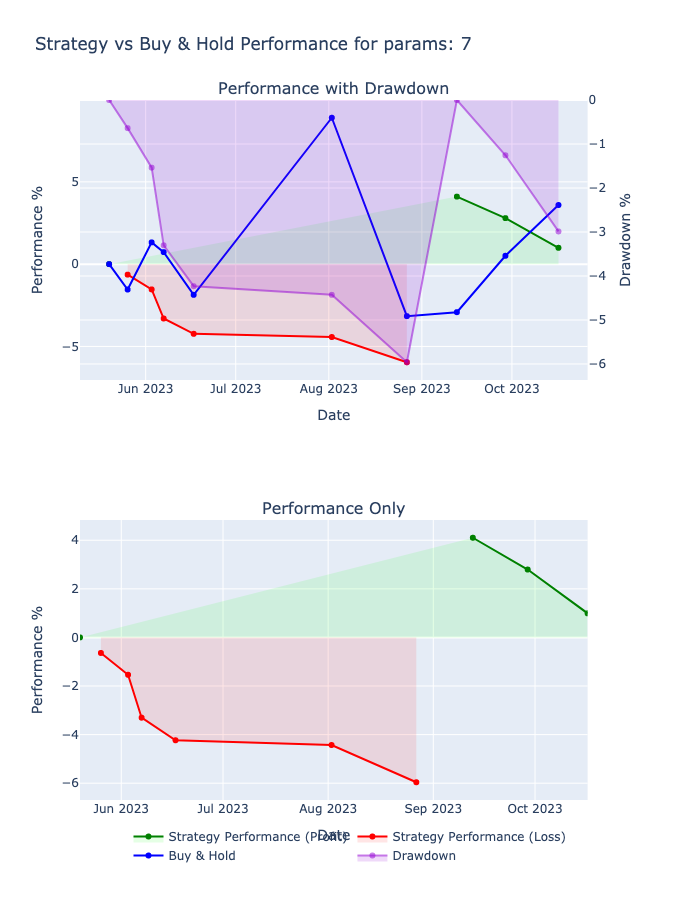 Strategy vs Buy & Hold Performance for params: 7
Performance with Drawdown
5
0
−5
Performance %
0
−1
−2
−3
−4
−5
−6
Drawdown %
Jun 2023 Jul 2023 Aug 2023 Sep 2023 Oct 2023
Date
Performance Only
4
2
0
−2
−4
−6
Performance %
Jun 2023 Jul 2023 Aug 2023 Sep 2023 Oct 2023
Date
Strategy Performance (Profit) Strategy Performance (Loss)
Buy & Hold Drawdown